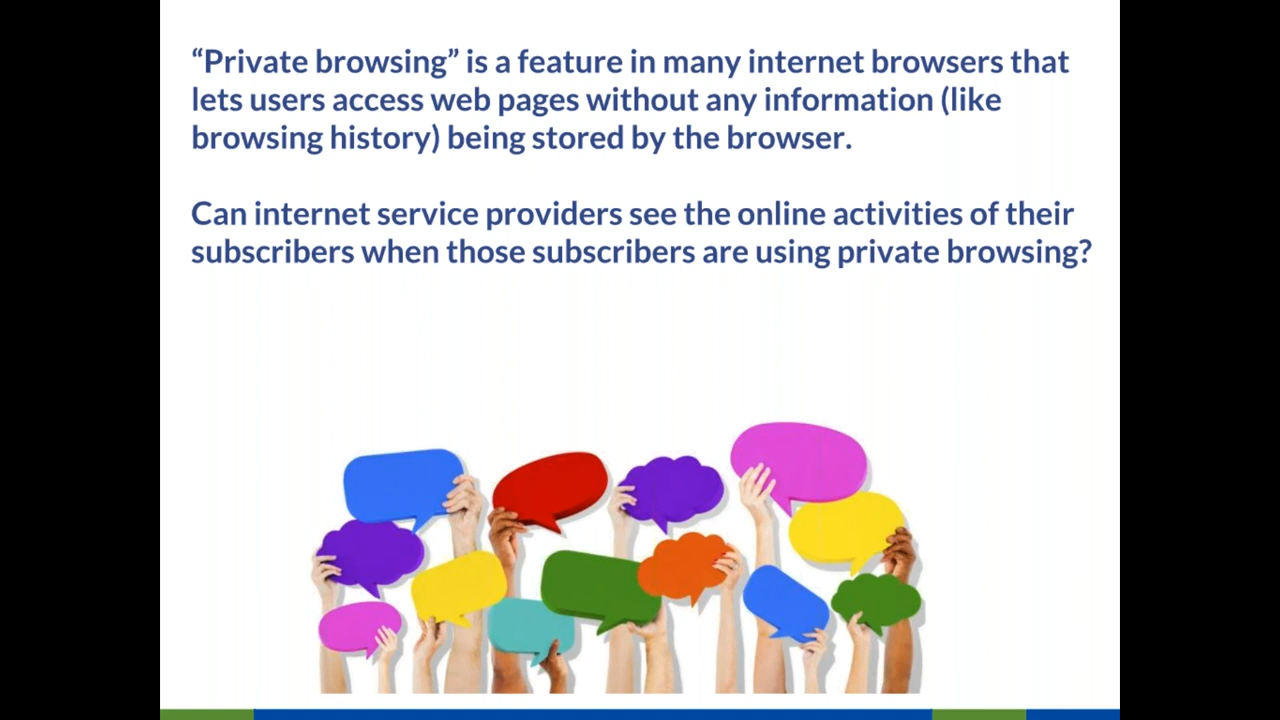 “Private browsing” is a feature in many internet browsers that
lets users access web pages without any information (like
browsing history) being stored by the browser.
Can internet service providers see the online activities of their
subscribers when those subscribers are using private browsing?